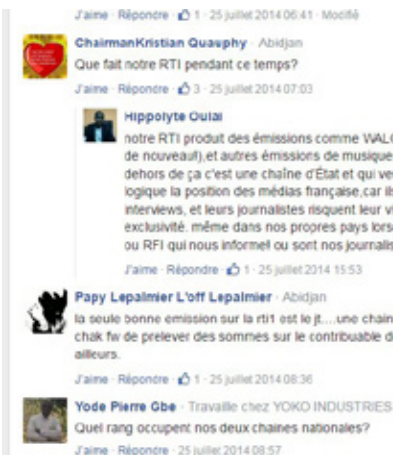 J'aime · Répondre · 1 · 25 juillet 2014 06:41 · Modifié
ChairmanKristian Quauphy · Abidjan
Que fait notre RTI pendant ce temps?
J'aime · Répondre · 3 · 25 juillet 2014 07:03
Hippolyte Oulai
notre RTI produit des émissions comme WAL
de nouveau!),et autres émissions de musique
dehors de ça c'est une chaîne d'État et qui ve
logique la position des médias française,car il
interviews, et leurs journalistes risquent leur vi
exclusivité. même dans nos propres pays lors
ou RFI qui nous informe! ou sont nos journalis
J'aime · Répondre · 1 · 25 juillet 2014 15:53
Papy Lepalmier L'off Lepalmier · Abidjan
la seule bonne emission sur la rti1 est le jt....une chain
chak fw de prelever des sommes sur le contribuable d
ailleurs.
J'aime · Répondre · 1 · 25 juillet 2014 08:36
Yode Pierre Gbe · Travaille chez YOKO INDUSTRIES
Quel rang occupent nos deux chaines nationales?
J'aime · Répondre · 25 juillet 2014 08:57